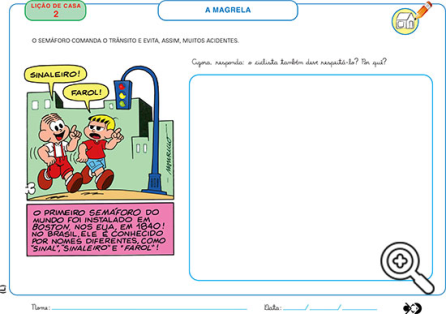 LIÇÃO DE CASA
2
A MAGRELA
O SEMÁFORO COMANDA O TRÂNSITO E EVITA, ASSIM, MUITOS ACIDENTES.
Agora, responda: o ciclista também deve respeitá-lo? Por quê?
SINALEIRO!
FAROL!
MAURICIO
O PRIMEIRO SEMÁFORO DO
MUNDO FOI INSTALADO EM
BOSTON, NOS EUA, EM 1840!
NO BRASIL, ELE É CONHECIDO
POR NOMES DIFERENTES, COMO
"SINAL", "SINALEIRO" E "FAROL"!
Nome:
Data: / /